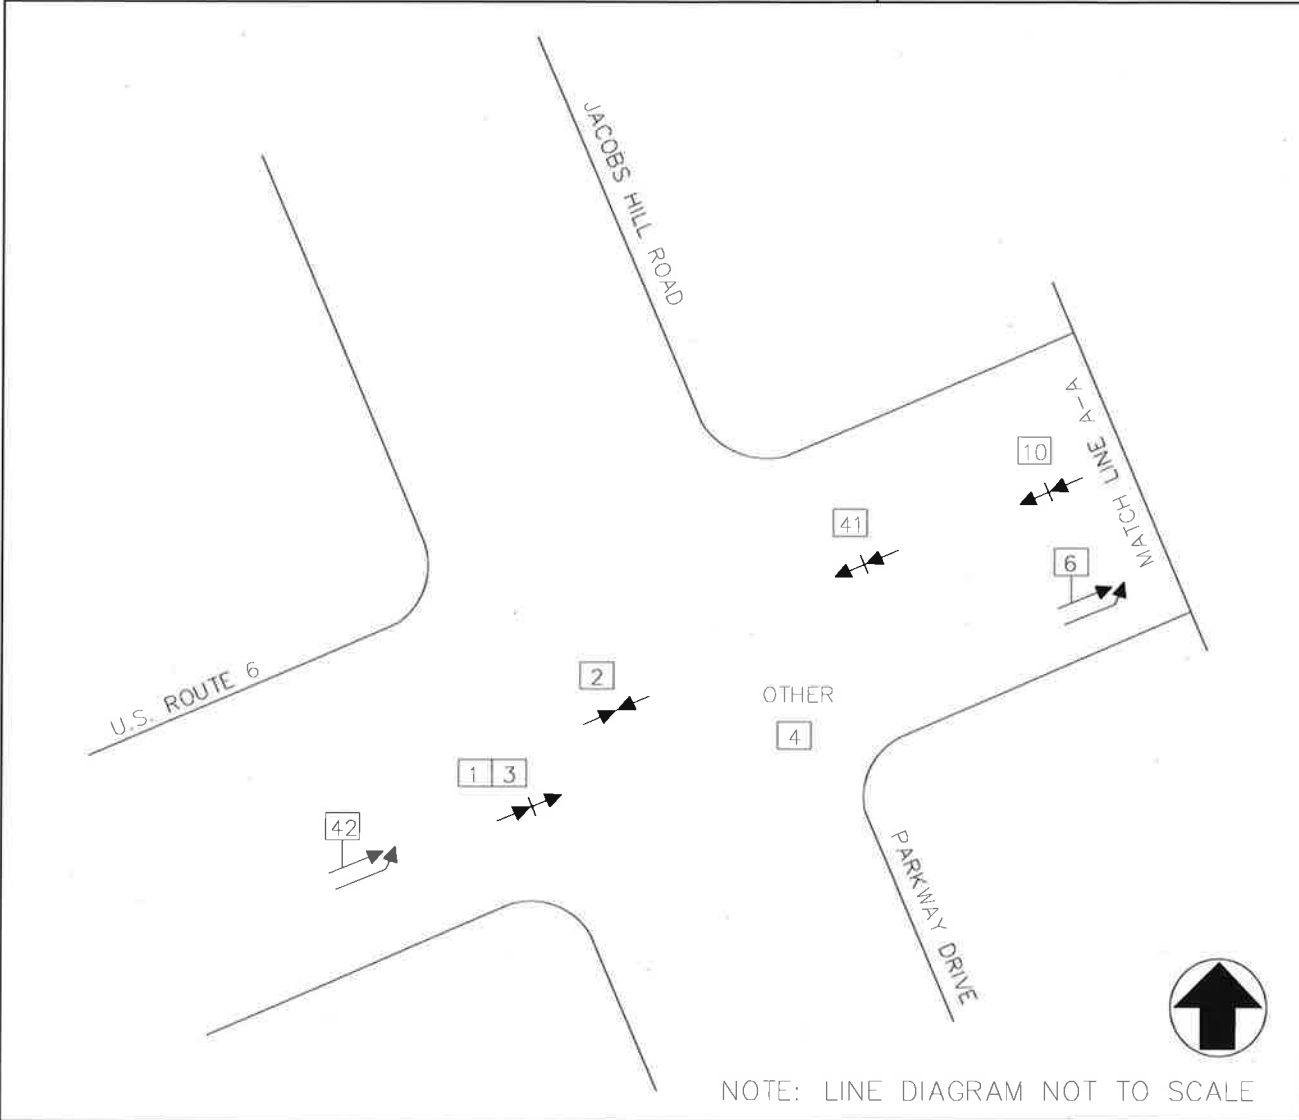 JACOBS HILL ROAD
MATCH LINE A-A
10
41
6
U.S. ROUTE 6
2
OTHER
4
1 3
42
PARKWAY DRIVE
NOTE: LINE DIAGRAM NOT TO SCALE